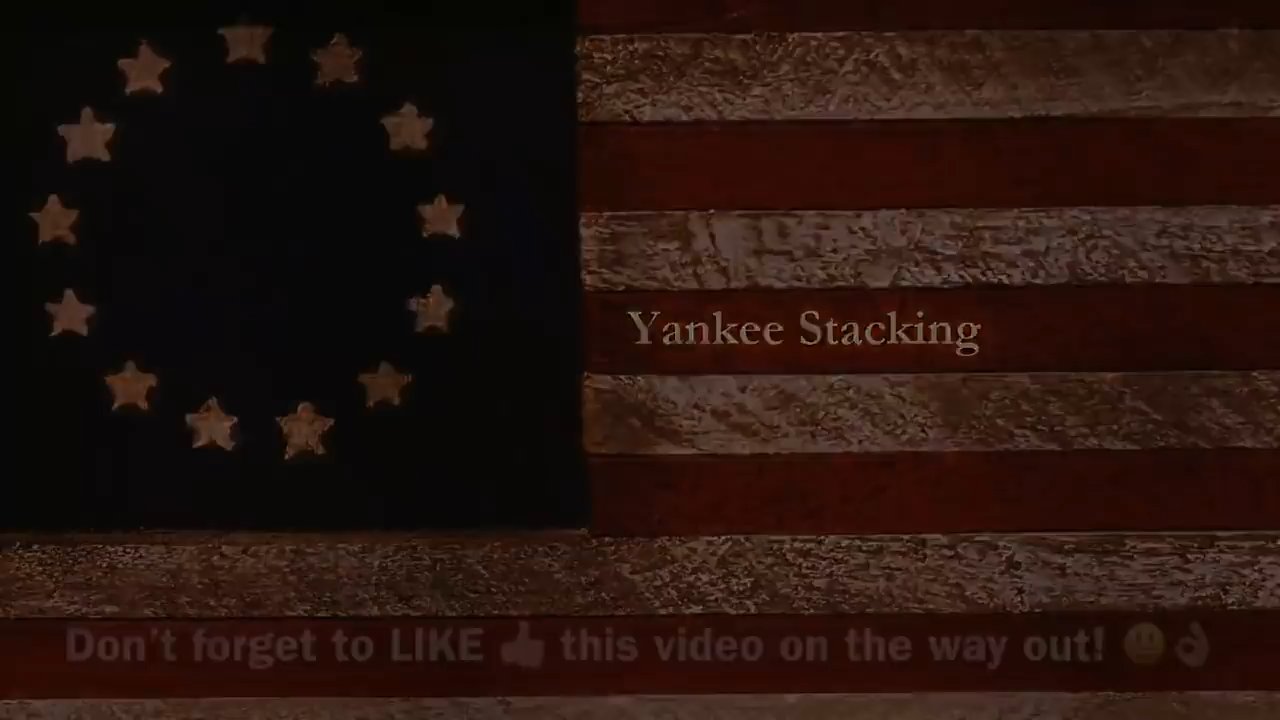 Yankee Stacking
Don't forget to LIKE 👍 this video on the way out! 😃👌